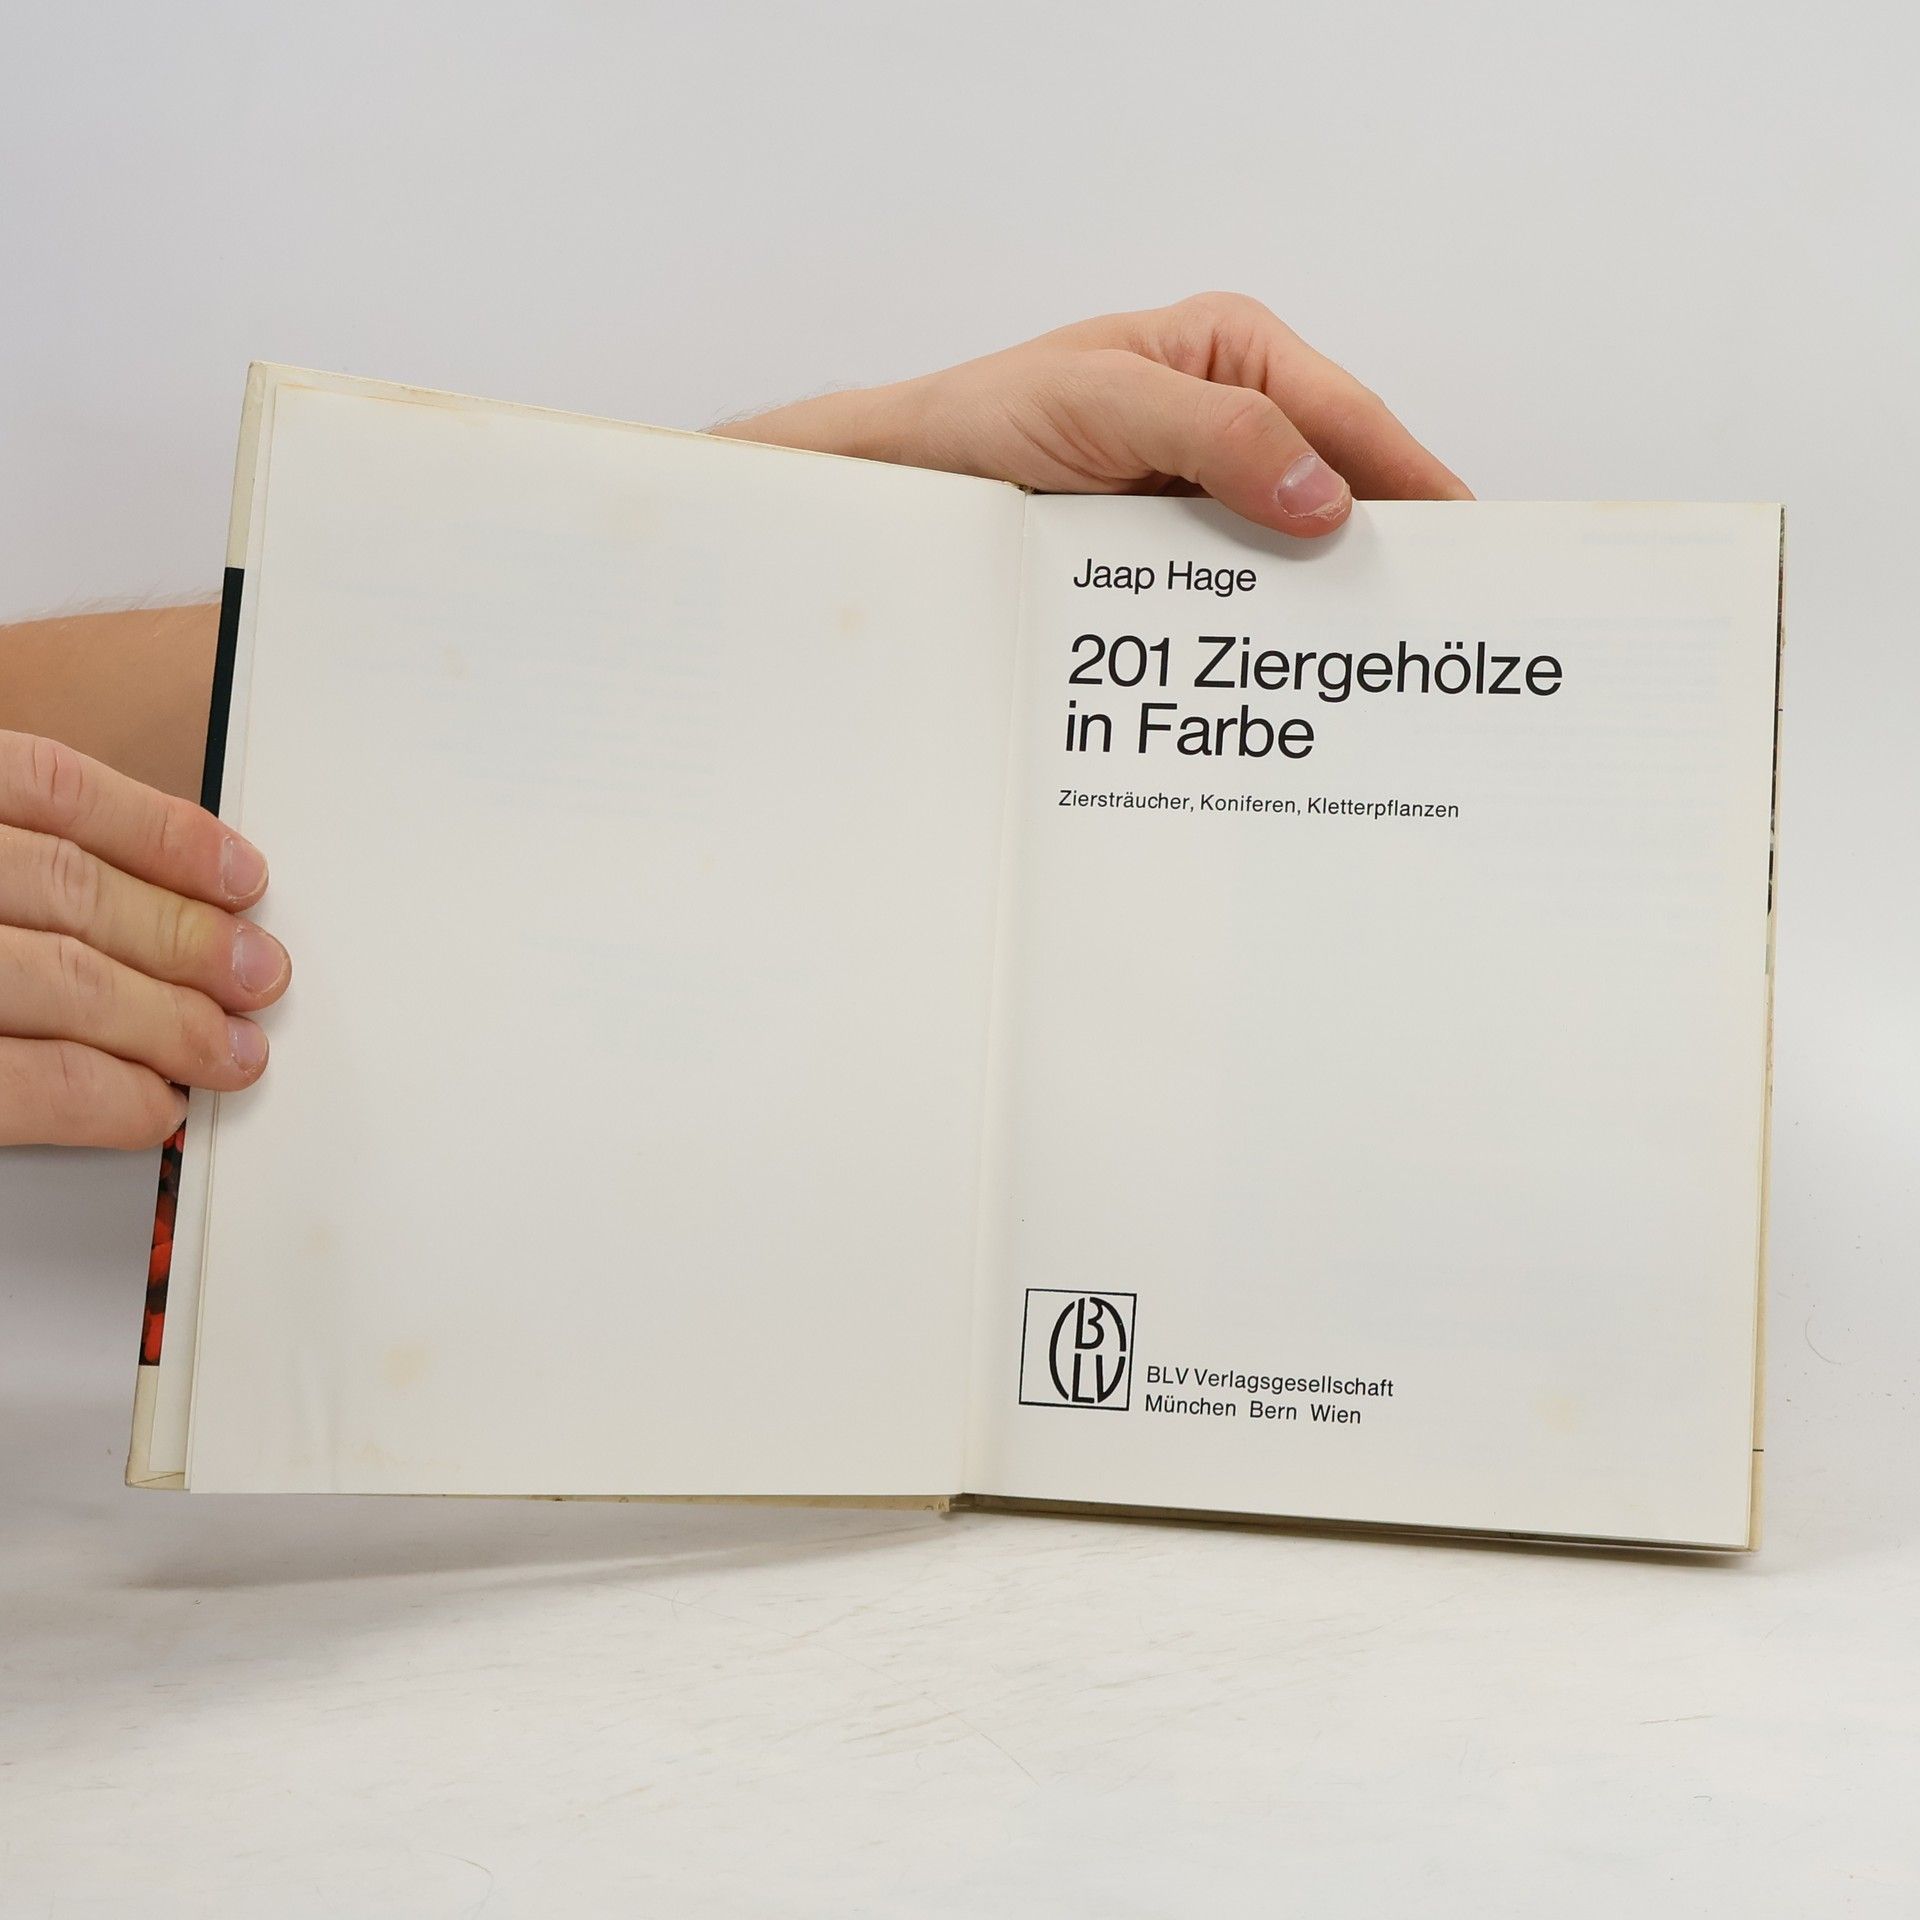 Jaap Hage
201 Ziergehölze
in Farbe
Ziersträucher, Koniferen, Kletterpflanzen
BLV
BLV Verlagsgesellschaft
München Bern Wien